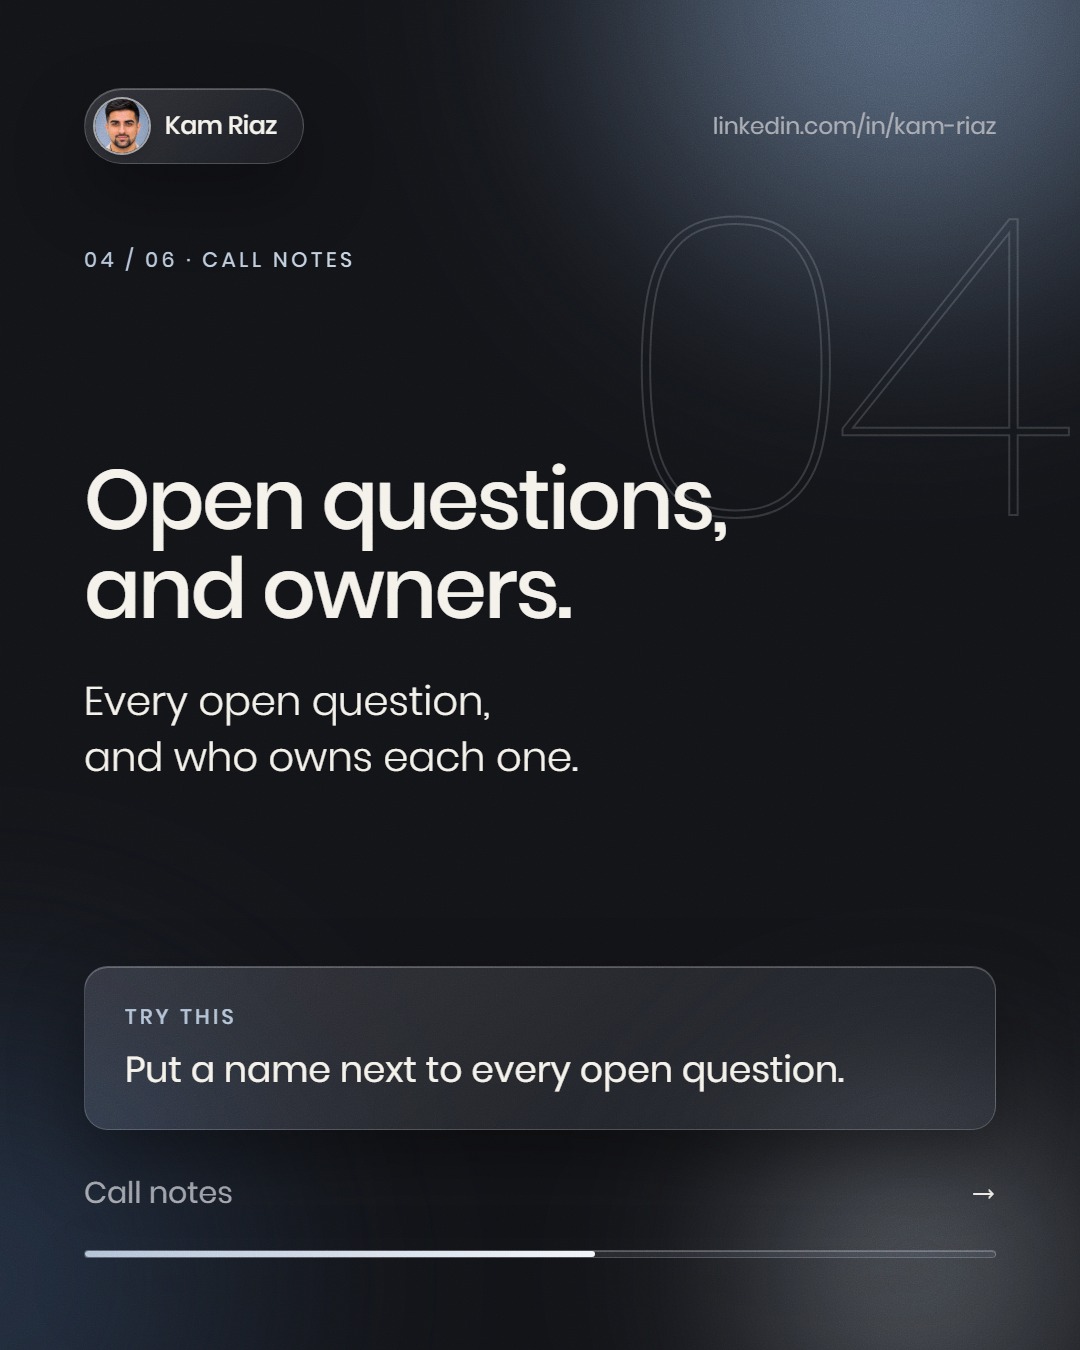 Kam Riaz
linkedin.com/in/kam-riaz
04 / 06 · CALL NOTES
04
Open questions,
and owners.
Every open question,
and who owns each one.
TRY THIS
Put a name next to every open question.
Call notes →